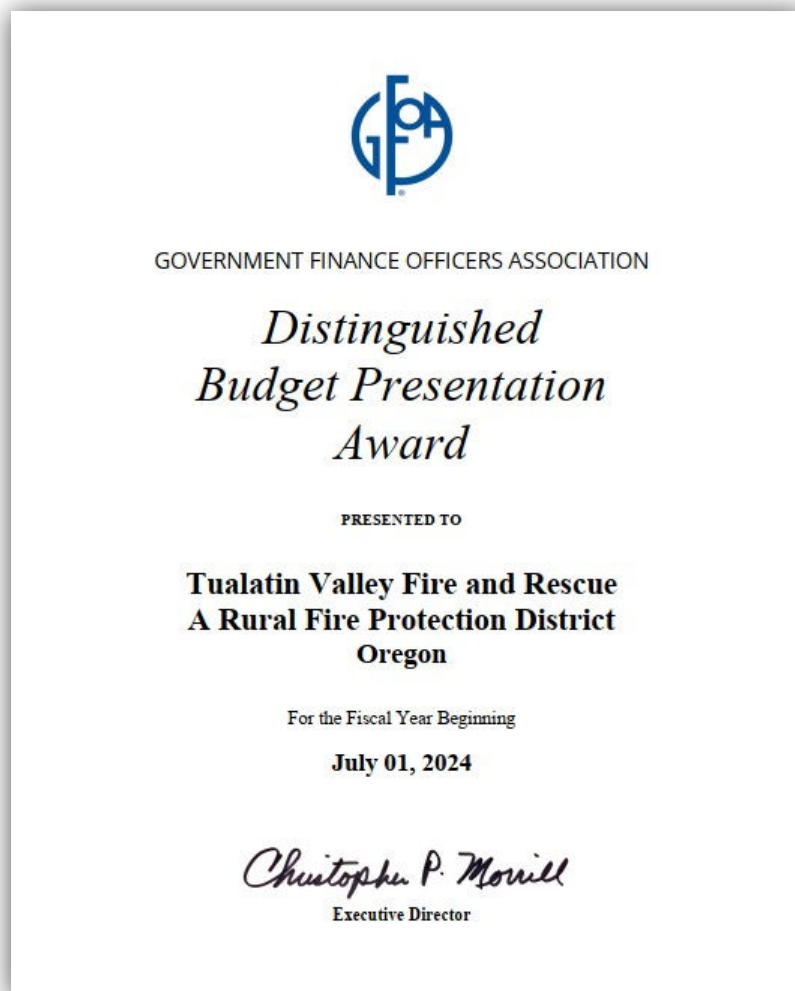 GFOA
GOVERNMENT FINANCE OFFICERS ASSOCIATION
Distinguished
Budget Presentation
Award
PRESENTED TO
Tualatin Valley Fire and Rescue
A Rural Fire Protection District
Oregon
For the Fiscal Year Beginning
July 01, 2024
Christopher P. Morrill
Executive Director